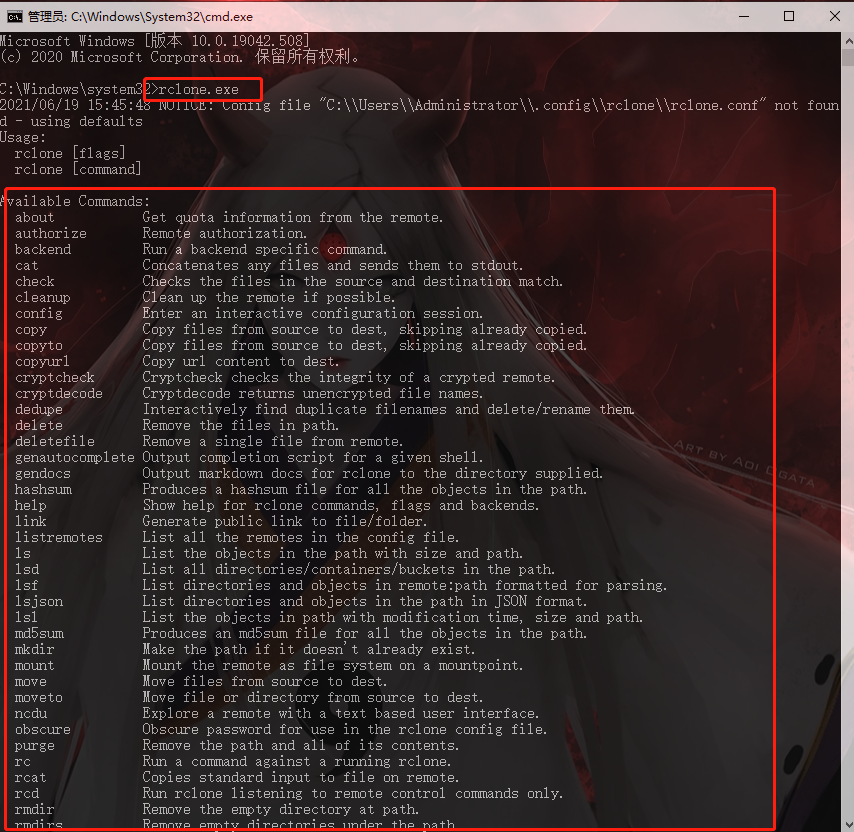 管理员: C:\Windows\System32\cmd.exe
Microsoft Windows [版本 10.0.19042.508]
(c) 2020 Microsoft Corporation. 保留所有权利。
C:\Windows\system32>rclone.exe
2021/06/19 15:45:48 NOTICE: Config file "C:\\Users\\Administrator\\.config\\rclone\\rclone.conf" not foun
d - using defaults
Usage:
  rclone [flags]
  rclone [command]
Available Commands:
  about           Get quota information from the remote.
  authorize       Remote authorization.
  backend         Run a backend specific command.
  cat             Concatenates any files and sends them to stdout.
  check           Checks the files in the source and destination match.
  cleanup         Clean up the remote if possible.
  config          Enter an interactive configuration session.
  copy            Copy files from source to dest, skipping already copied.
  copyto          Copy files from source to dest, skipping already copied.
  copyurl         Copy url content to dest.
  cryptcheck      Cryptcheck checks the integrity of a crypted remote.
  cryptdecode     Cryptdecode returns unencrypted file names.
  dedupe          Interactively find duplicate filenames and delete/rename them.
  delete          Remove the files in path.
  deletefile      Remove a single file from remote.
  genautocomplete Output completion script for a given shell.
  gendocs         Output markdown docs for rclone to the directory supplied.
  hashsum         Produces a hashsum file for all the objects in the path.
  help            Show help for rclone commands, flags and backends.
  link            Generate public link to file/folder.
  listremotes     List all the remotes in the config file.
  ls              List the objects in the path with size and path.
  lsd             List all directories/containers/buckets in the path.
  lsf             List directories and objects in remote:path formatted for parsing.
  lsjson          List directories and objects in the path in JSON format.
  lsl             List the objects in path with modification time, size and path.
  md5sum          Produces an md5sum file for all the objects in the path.
  mkdir           Make the path if it doesn't already exist.
  mount           Mount the remote as file system on a mountpoint.
  move            Move files from source to dest.
  moveto          Move file or directory from source to dest.
  ncdu            Explore a remote with a text based user interface.
  obscure         Obscure password for use in the rclone config file.
  purge           Remove the path and all of its contents.
  rc              Run a command against a running rclone.
  rcat            Copies standard input to file on remote.
  rcd             Run rclone listening to remote control commands only.
  rmdir           Remove the empty directory at path.
  rmdirs          Remove empty directories under the path.
ART BY AOI OGATA